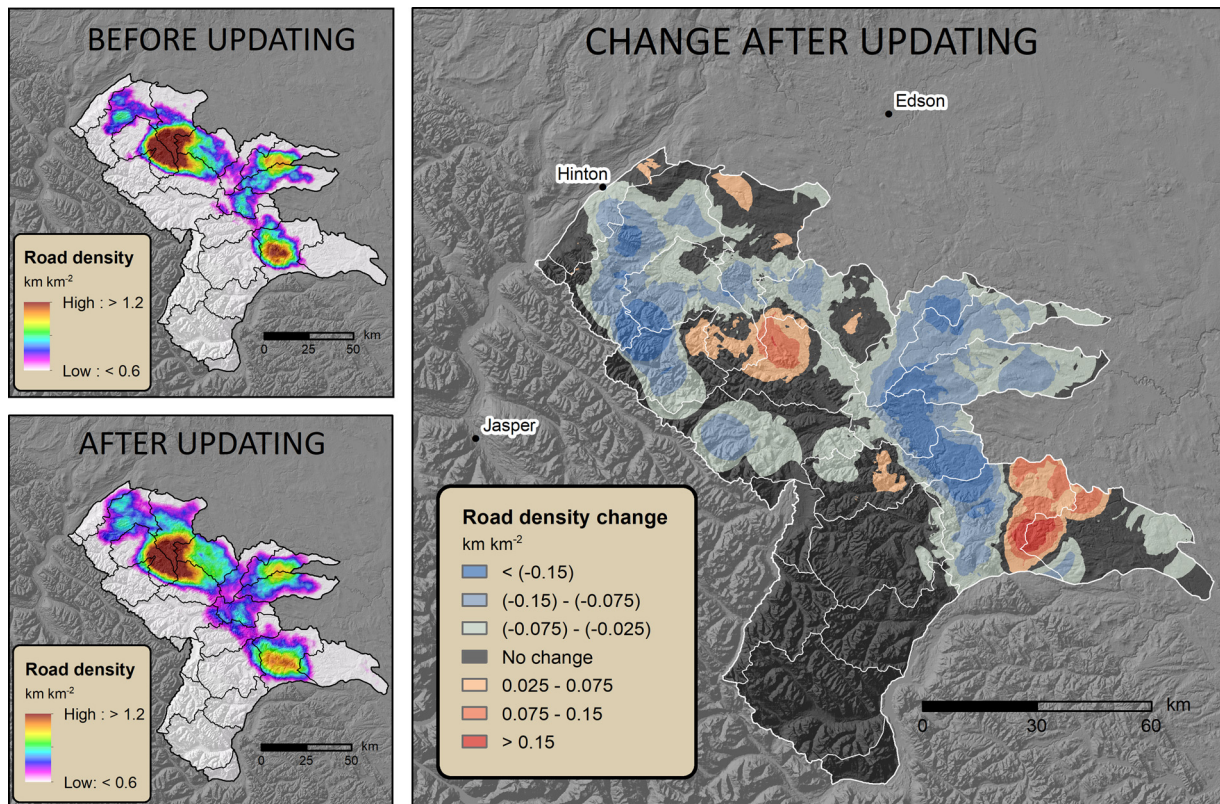 BEFORE UPDATING
Road density
km km-2
High : > 1.2
Low : < 0.6
km
0 25 50
AFTER UPDATING
Road density
km km-2
High : > 1.2
Low: < 0.6
km
0 25 50
CHANGE AFTER UPDATING
Edson
Hinton
Jasper
Road density change
km km-2
< (-0.15)
(-0.15) - (-0.075)
(-0.075) - (-0.025)
No change
0.025 - 0.075
0.075 - 0.15
> 0.15
km
0 30 60